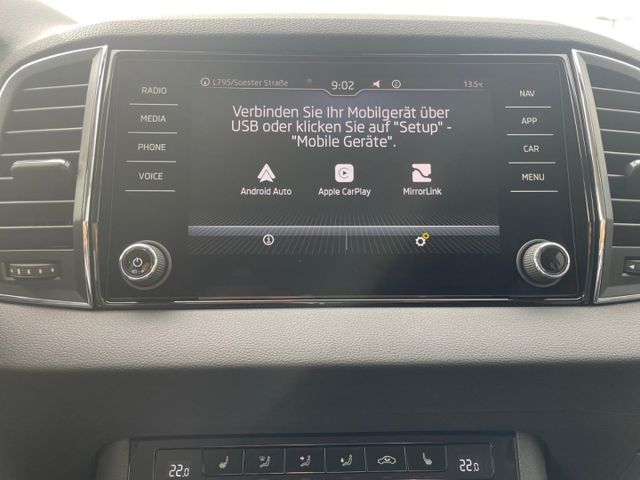 L795/Soester Straße 9:02 2 13.5°C
RADIO
MEDIA
PHONE
VOICE
Verbinden Sie Ihr Mobilgerät über
USB oder klicken Sie auf "Setup" -
"Mobile Geräte".
Android Auto Apple CarPlay MirrorLink
NAV
APP
CAR
MENU
22.0 22.0